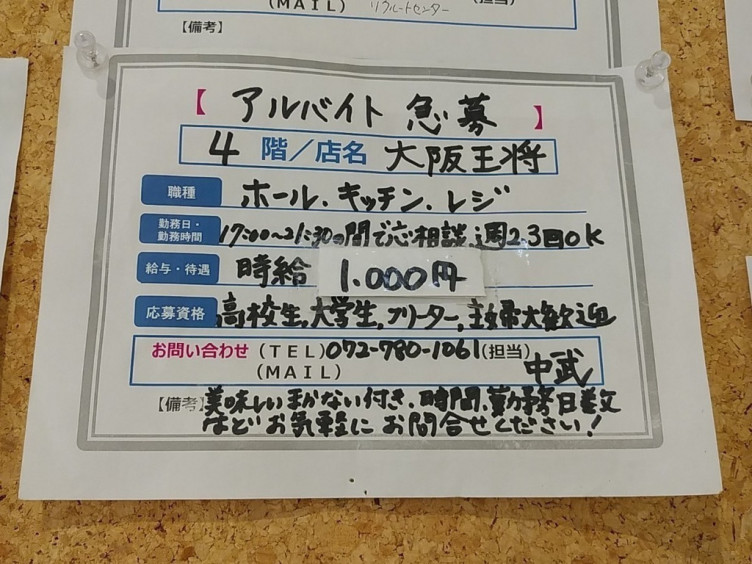 (MAIL) リクルートセンター (担当)
【備考】
【 アルバイト 急募 】
4 階／店名 大阪王将
職種 ホール、キッチン、レジ
勤務日・勤務時間 17:00〜21:30の間で応相談 週2.3回OK
給与・待遇 時給 1.000円
応募資格 高校生,大学生,フリーター,主婦大歓迎
お問い合わせ (TEL)072-780-1061(担当)
(MAIL) 中武
【備考】美味しいまかない付き、時間、勤務日数
などお気軽にお問合せください!